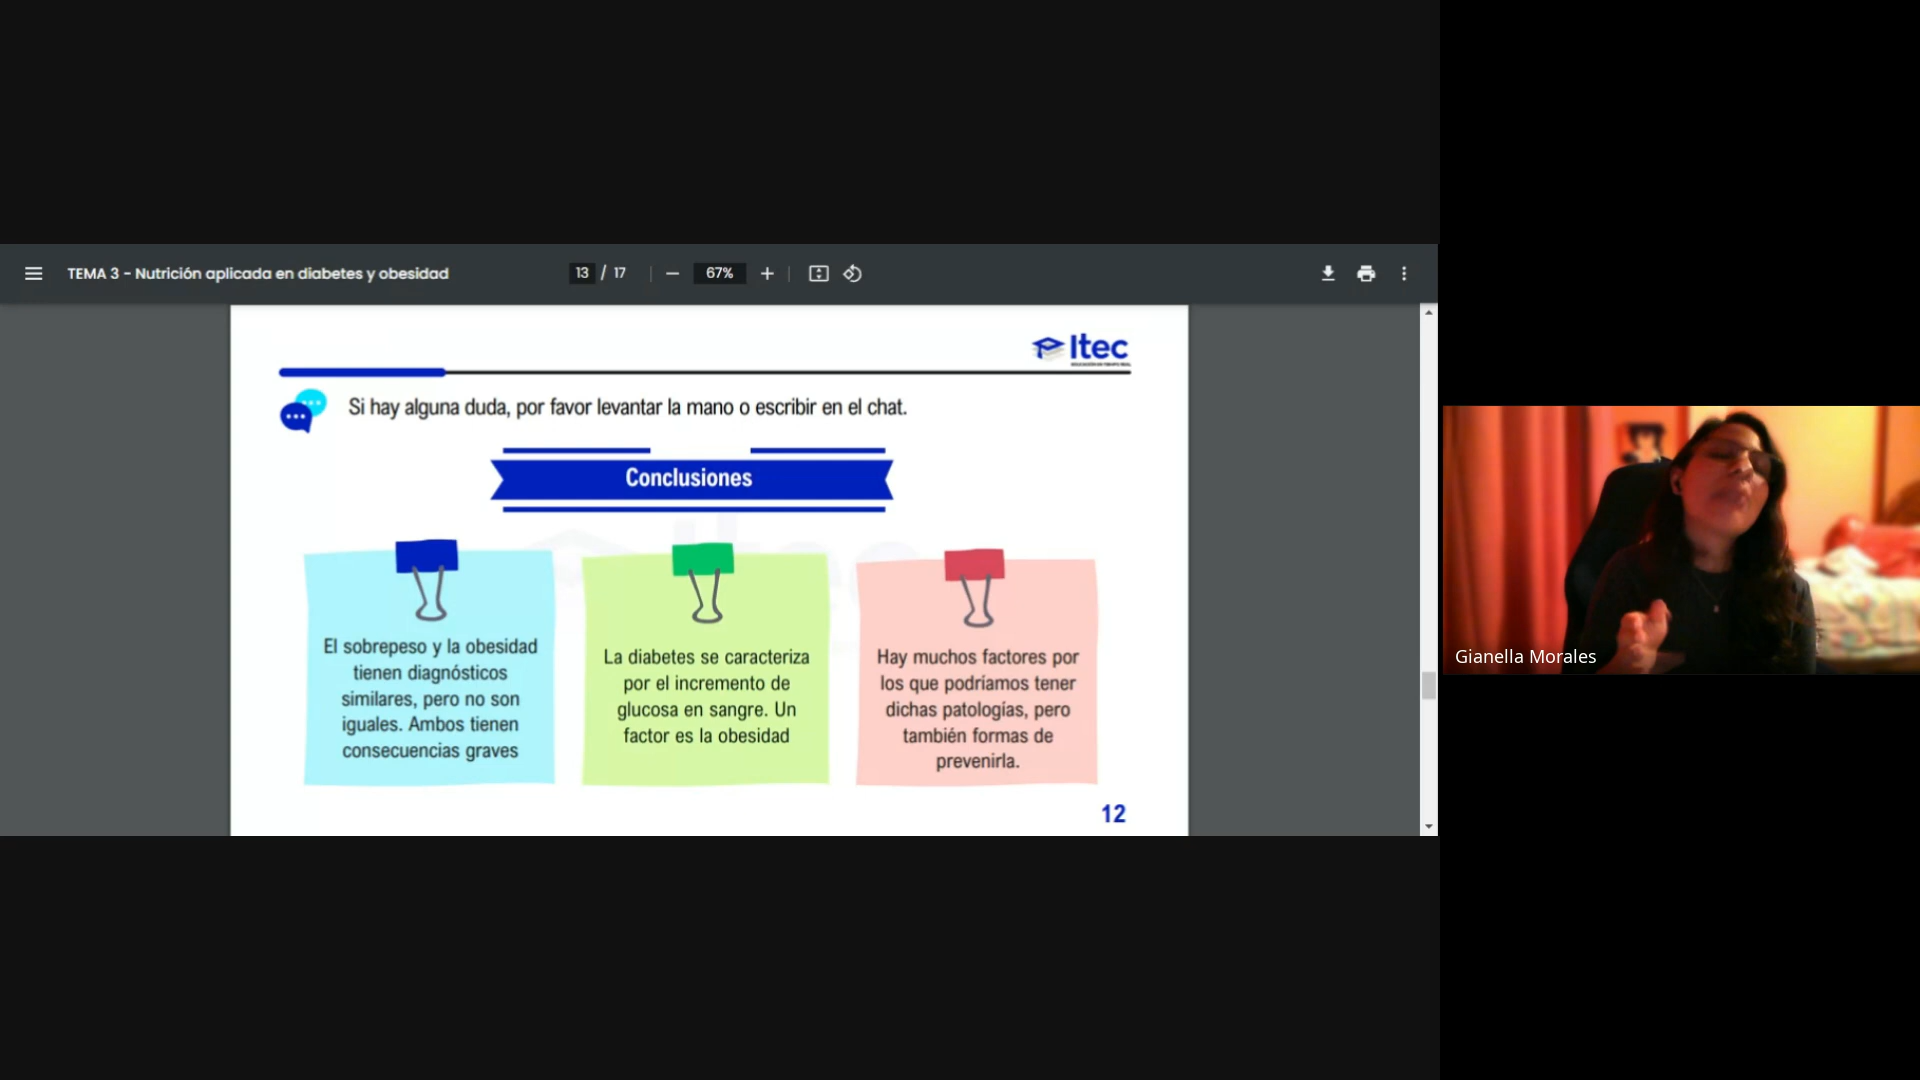 TEMA 3 - Nutrición aplicada en diabetes y obesidad
13 / 17
67%
Itec
Si hay alguna duda, por favor levantar la mano o escribir en el chat.
Conclusiones
El sobrepeso y la obesidad
tienen diagnósticos
similares, pero no son
iguales. Ambos tienen
consecuencias graves
La diabetes se caracteriza
por el incremento de
glucosa en sangre. Un
factor es la obesidad
Hay muchos factores por
los que podríamos tener
dichas patologías, pero
también formas de
prevenirla.
12
Gianella Morales